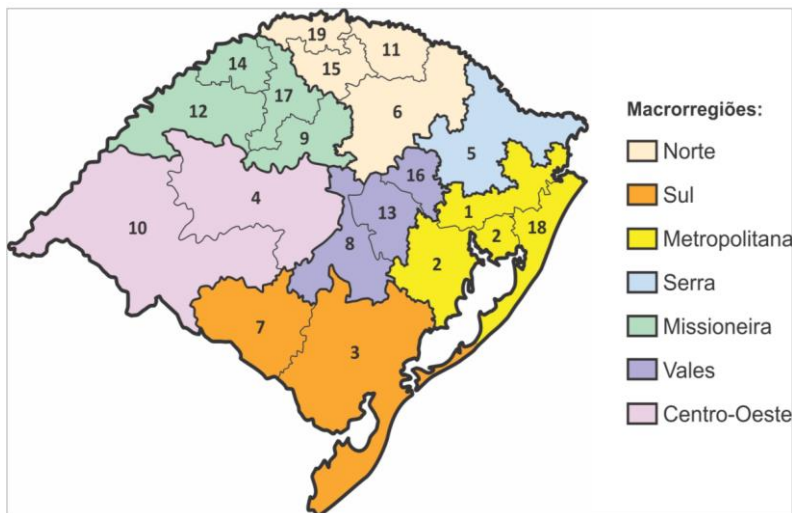 19
11
14
15
17
12
6
9
5
16
4
13
1
10
18
2
8
2
7
3
Macrorregiões:
Norte
Sul
Metropolitana
Serra
Missioneira
Vales
Centro-Oeste